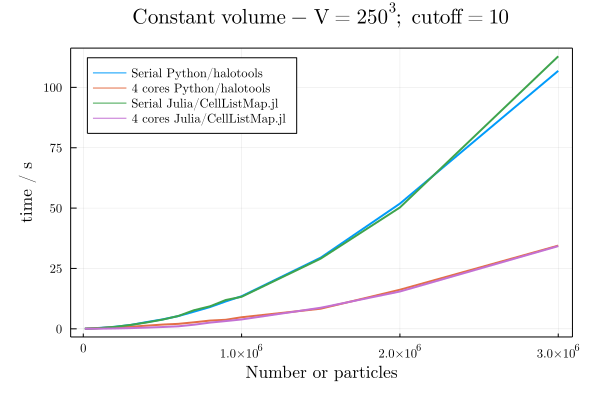 Constant volume − V = 250³; cutoff = 10
Serial Python/halotools
4 cores Python/halotools
Serial Julia/CellListMap.jl
4 cores Julia/CellListMap.jl
time / s
100
75
50
25
0
0 1.0×10⁶ 2.0×10⁶ 3.0×10⁶
Number or particles